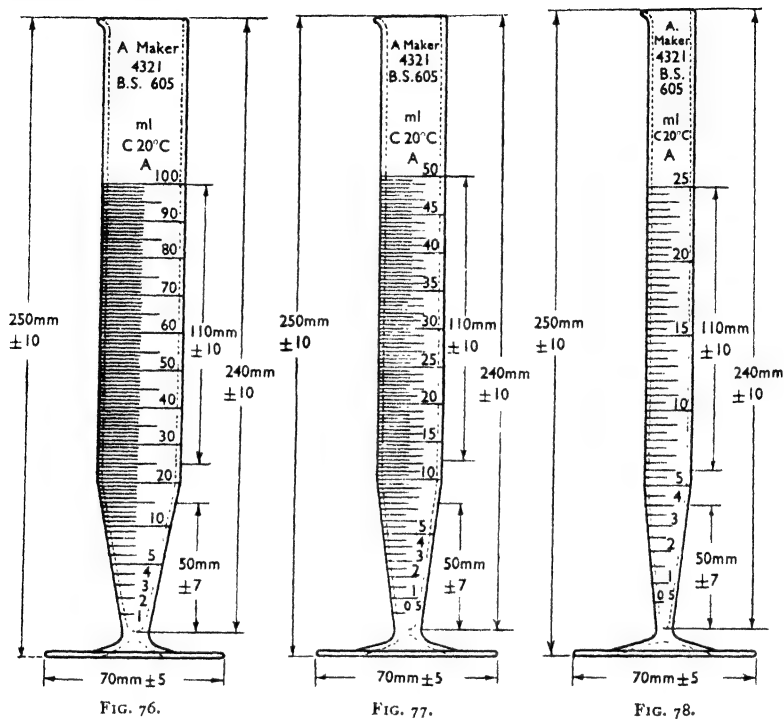 A Maker
4321
B.S. 605
ml
C 20°C
A
100
90
80
70
60
50
40
30
20
10
5
4
3
2
1
250mm
±10
110mm
±10
240mm
±10
50mm
±7
70mm±5
FIG. 76.
A Maker
4321
B.S. 605
ml
C 20°C
A
50
45
40
35
30
25
20
15
10
5
4
3
2
1
0 5
250mm
±10
110mm
±10
240mm
±10
50mm
±7
70mm±5
FIG. 77.
A.
Maker
4321
B.S.
605
ml
C 20°C
A
25
20
15
10
5
4
3
2
1
0 5
250mm
±10
110mm
±10
240mm
±10
50mm
±7
70mm±5
FIG. 78.